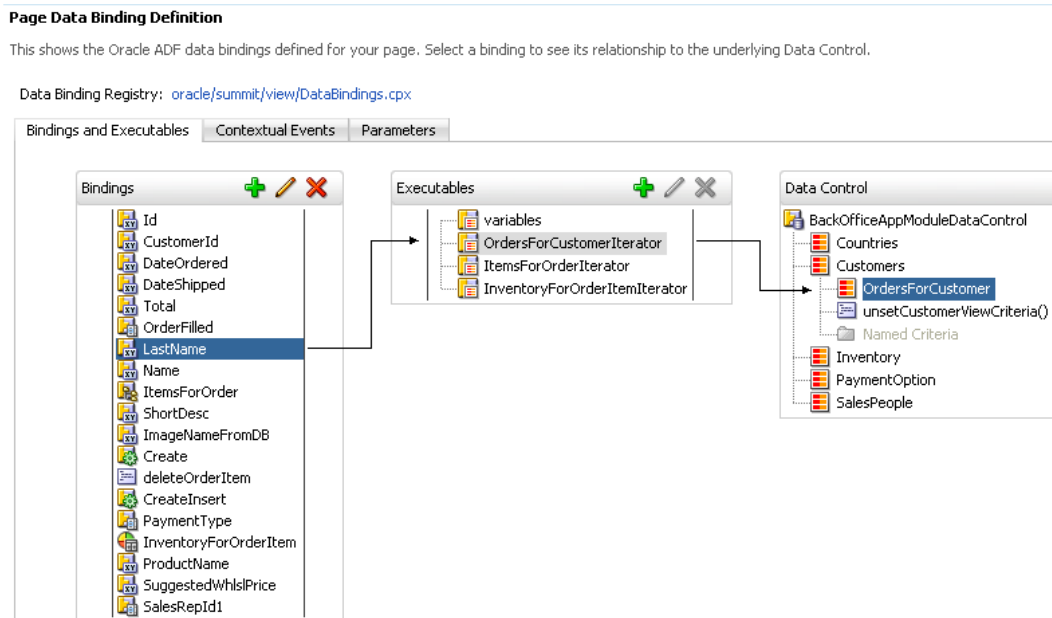 Page Data Binding Definition
This shows the Oracle ADF data bindings defined for your page. Select a binding to see its relationship to the underlying Data Control.
Data Binding Registry: oracle/summit/view/DataBindings.cpx
Bindings and Executables
Contextual Events
Parameters
Bindings
Id
CustomerId
DateOrdered
DateShipped
Total
OrderFilled
LastName
Name
ItemsForOrder
ShortDesc
ImageNameFromDB
Create
deleteOrderItem
CreateInsert
PaymentType
InventoryForOrderItem
ProductName
SuggestedWhlslPrice
SalesRepId1
Executables
variables
OrdersForCustomerIterator
ItemsForOrderIterator
InventoryForOrderItemIterator
Data Control
BackOfficeAppModuleDataControl
Countries
Customers
OrdersForCustomer
unsetCustomerViewCriteria()
Named Criteria
Inventory
PaymentOption
SalesPeople